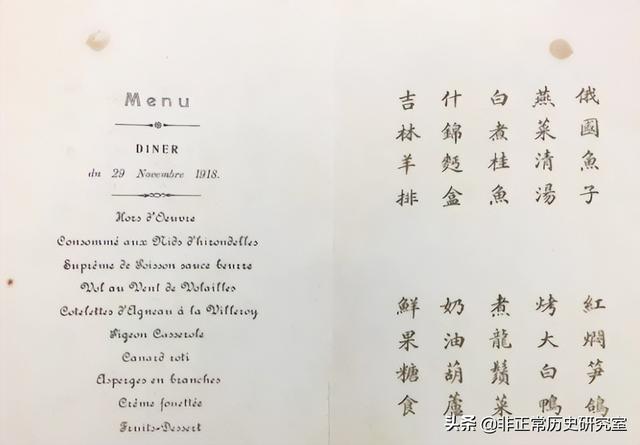 Menu
DINER
du 29 Novembre 1918.
Hors d'Oeuvre
Consommé aux Nids d'hirondelles
Suprême de Poisson sauce beurre
Vol au Vent de Volailles
Cotelettes d'Agneau à la Villeroy
Pigeon Casserole
Canard roti
Asperges en branches
Crème fouettée
Fruits-Dessert
俄國魚子
燕菜清湯
白煮桂魚
什錦麪盒
吉林羊排
紅燜笋鴿
烤大白鴨
煮龍鬚菜
奶油葫蘆
鮮果糖食
头条 @非正常历史研究室